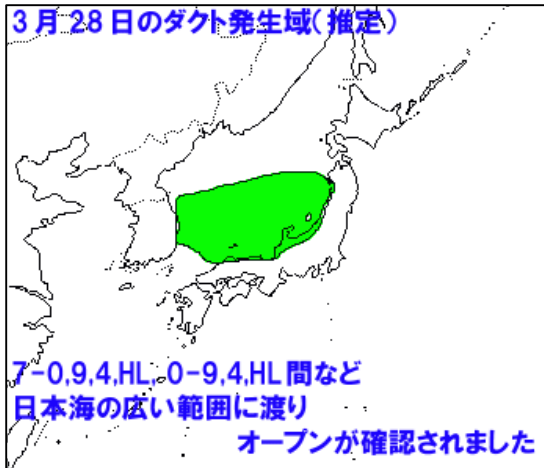 3月28日のダクト発生域(推定)
7-0,9,4,HL, 0-9,4,HL間など
日本海の広い範囲に渡り
オープンが確認されました